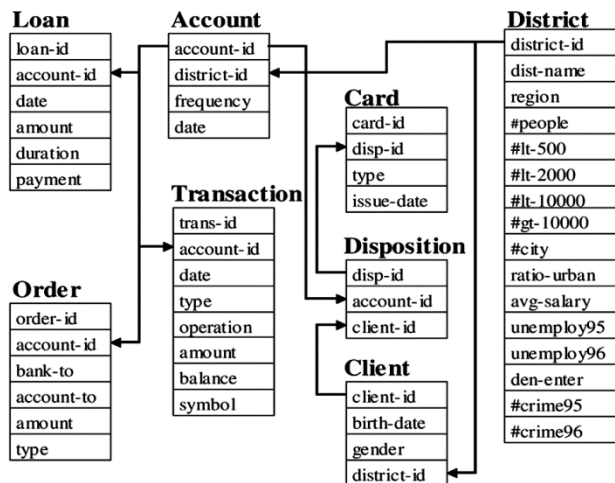 Loan
loan-id
account-id
date
amount
duration
payment
Account
account-id
district-id
frequency
date
District
district-id
dist-name
region
#people
#lt-500
#lt-2000
#lt-10000
#gt-10000
#city
ratio-urban
avg-salary
unemploy95
unemploy96
den-enter
#crime95
#crime96
Card
card-id
disp-id
type
issue-date
Transaction
trans-id
account-id
date
type
operation
amount
balance
symbol
Disposition
disp-id
account-id
client-id
Order
order-id
account-id
bank-to
account-to
amount
type
Client
client-id
birth-date
gender
district-id